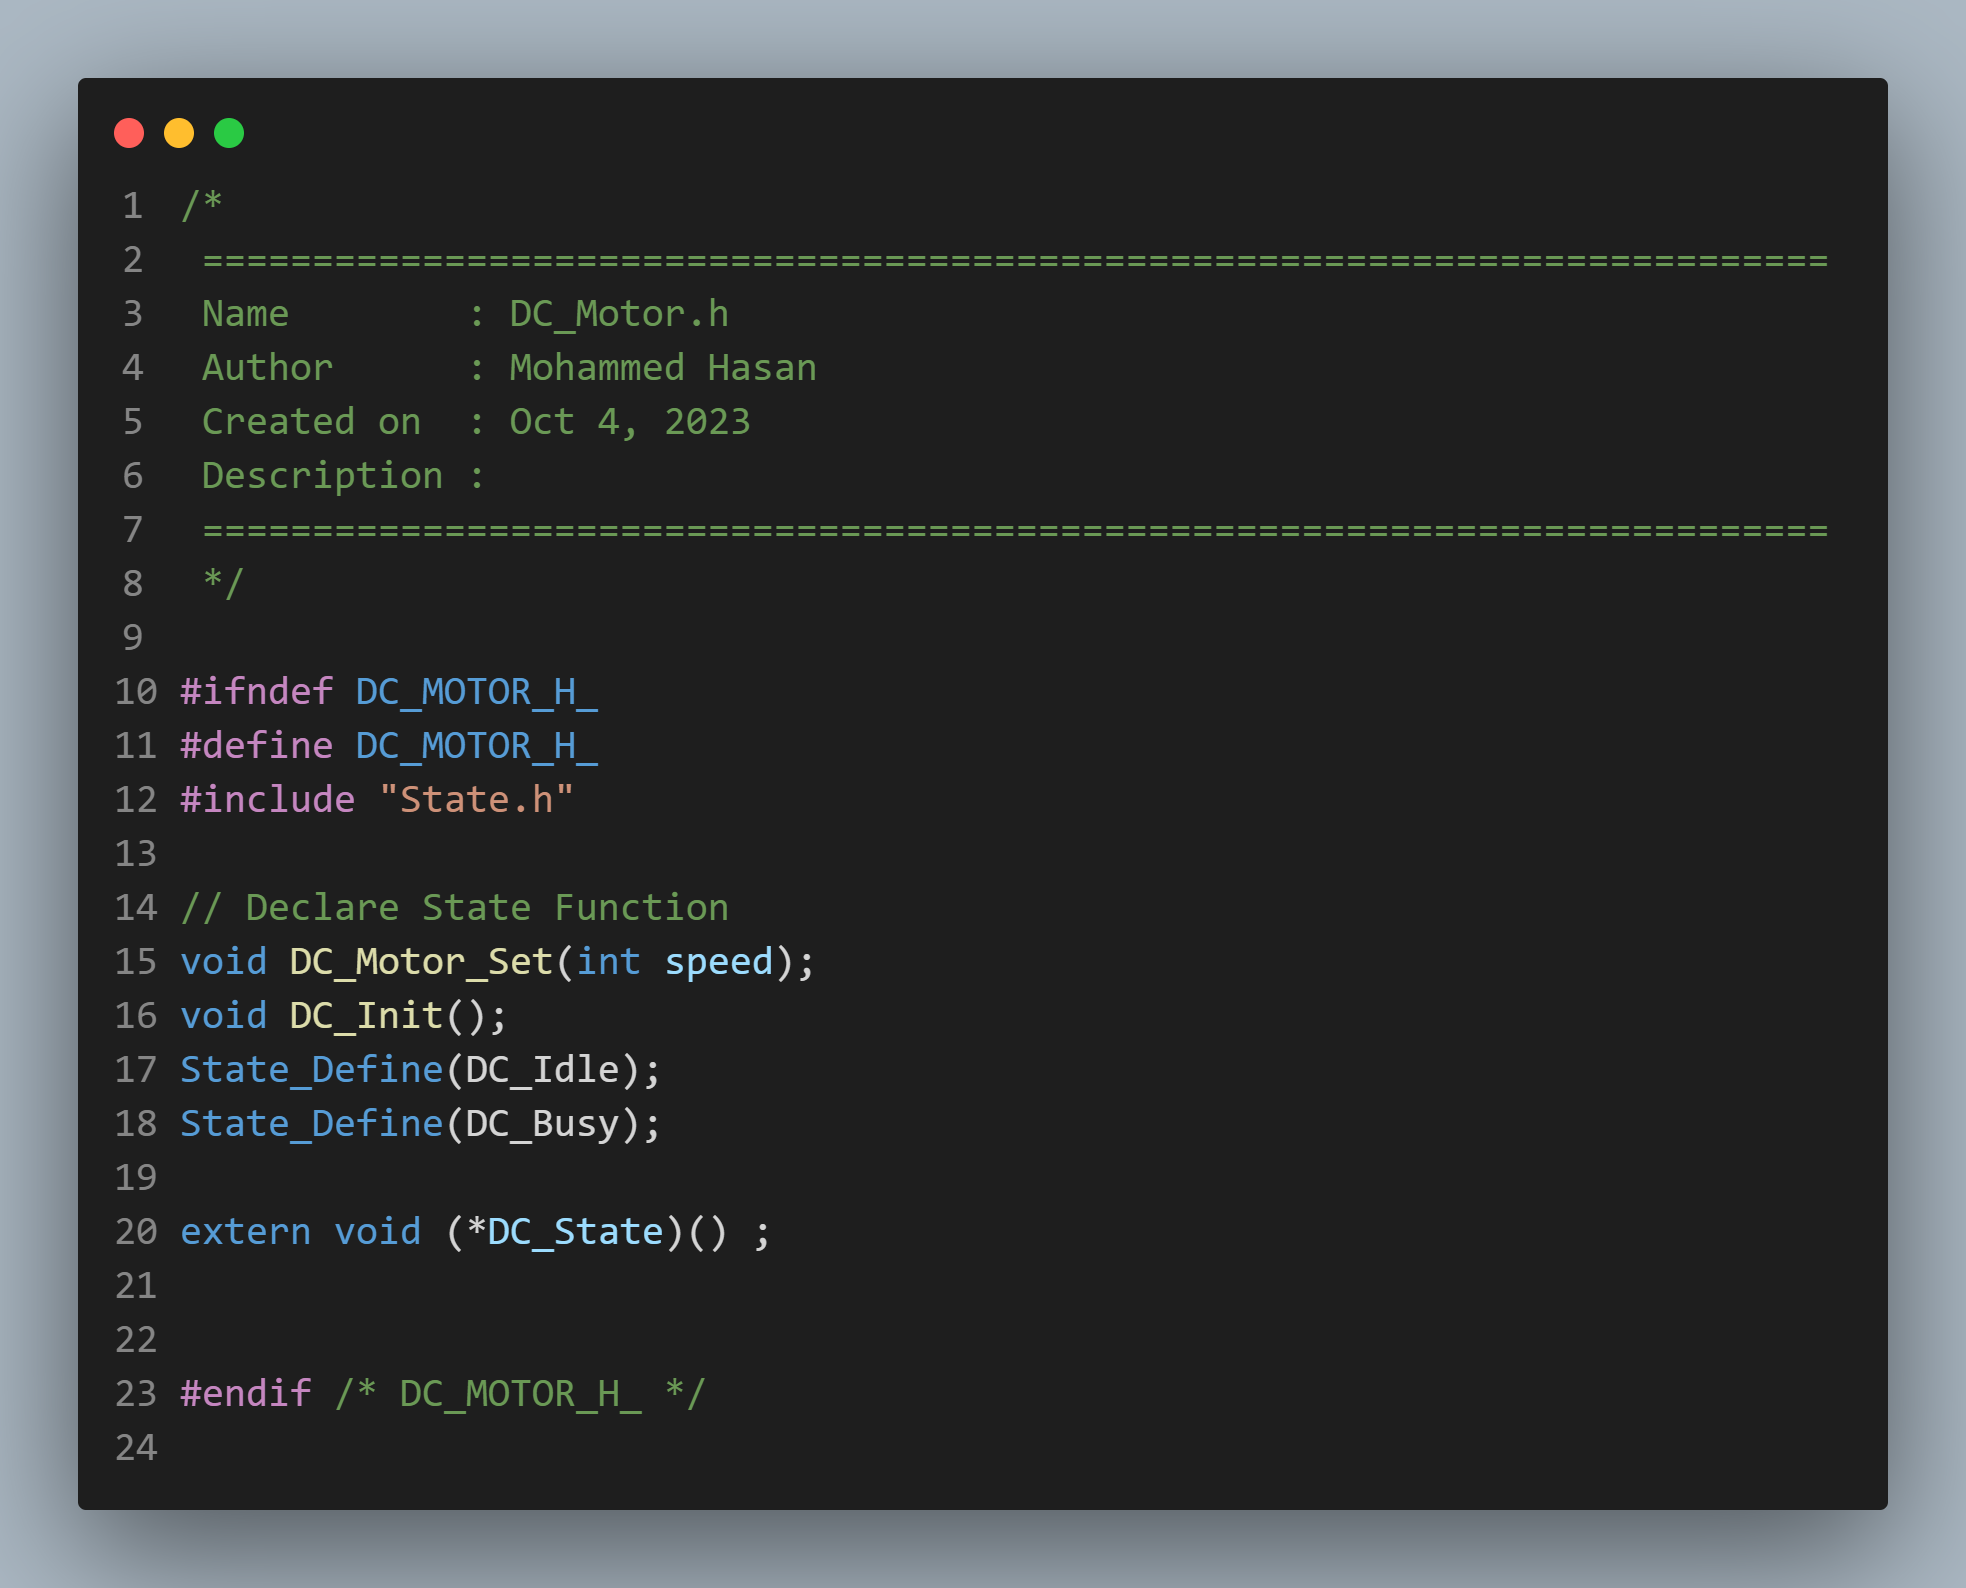 1 /*
2  ==========================================================================
3  Name        : DC_Motor.h
4  Author      : Mohammed Hasan
5  Created on  : Oct 4, 2023
6  Description :
7  ==========================================================================
8  */
9
10 #ifndef DC_MOTOR_H_
11 #define DC_MOTOR_H_
12 #include "State.h"
13
14 // Declare State Function
15 void DC_Motor_Set(int speed);
16 void DC_Init();
17 State_Define(DC_Idle);
18 State_Define(DC_Busy);
19
20 extern void (*DC_State)() ;
21
22
23 #endif /* DC_MOTOR_H_ */
24